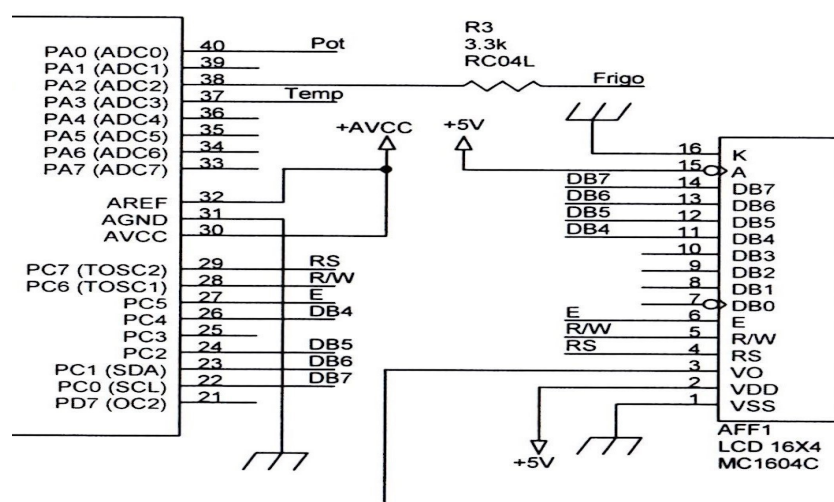 PA0 (ADC0) 40 Pot
PA1 (ADC1) 39
PA2 (ADC2) 38
PA3 (ADC3) 37 Temp
PA4 (ADC4) 36
PA5 (ADC5) 35
PA6 (ADC6) 34
PA7 (ADC7) 33
AREF 32
AGND 31
AVCC 30
PC7 (TOSC2) 29 RS
PC6 (TOSC1) 28 R/W
PC5 27 E
PC4 26 DB4
PC3 25
PC2 24 DB5
PC1 (SDA) 23 DB6
PC0 (SCL) 22 DB7
PD7 (OC2) 21
+AVCC
R3
3.3k
RC04L
Frigo
+5V
16 K
15 A
DB7 14 DB7
DB6 13 DB6
DB5 12 DB5
DB4 11 DB4
10 DB3
9 DB2
8 DB1
7 DB0
E 6 E
R/W 5 R/W
RS 4 RS
3 VO
2 VDD
1 VSS
+5V
AFF1
LCD 16X4
MC1604C